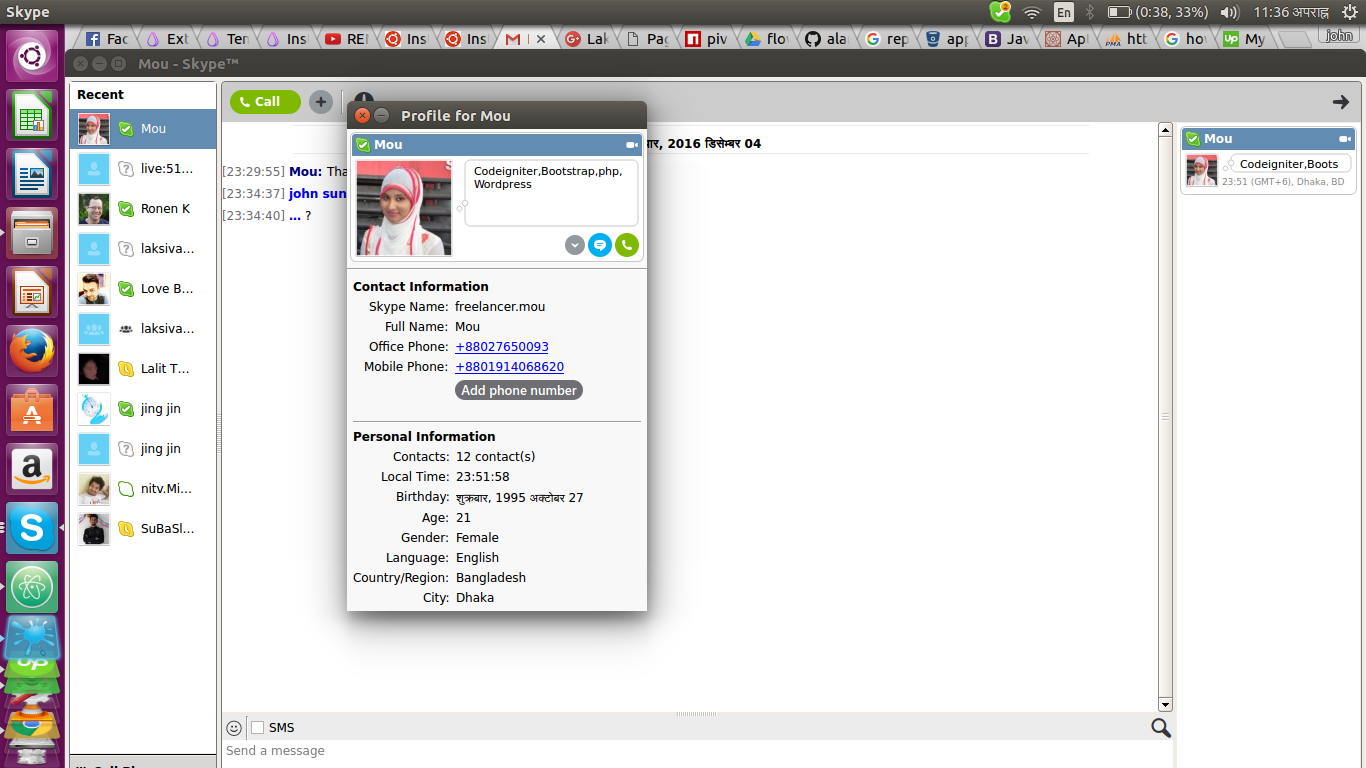 Skype
En
(0:38, 33%)
11:36 अपराह्न
Fac
Ext
Ter
Ins
REI
Ins
Ins
Lak
Pag
piv
flov
ala
rep
app
Jav
Ap
htt
hov
My
john
Mou - Skype™
Recent
Mou
live:51...
Ronen K
laksiva...
Love B...
laksiva...
Lalit T...
jing jin
jing jin
nitv.Mi...
SuBaSl...
Call
2016 डिसेम्बर 04
[23:29:55] Mou: Tha
[23:34:37] john sun
[23:34:40] ... ?
Profile for Mou
Mou
Codeigniter,Bootstrap,php,
Wordpress
Contact Information
Skype Name: freelancer.mou
Full Name: Mou
Office Phone: +88027650093
Mobile Phone: +8801914068620
Add phone number
Personal Information
Contacts: 12 contact(s)
Local Time: 23:51:58
Birthday: शुक्रबार, 1995 अक्टोबर 27
Age: 21
Gender: Female
Language: English
Country/Region: Bangladesh
City: Dhaka
Mou
Codeigniter,Boots
23:51 (GMT+6), Dhaka, BD
SMS
Send a message